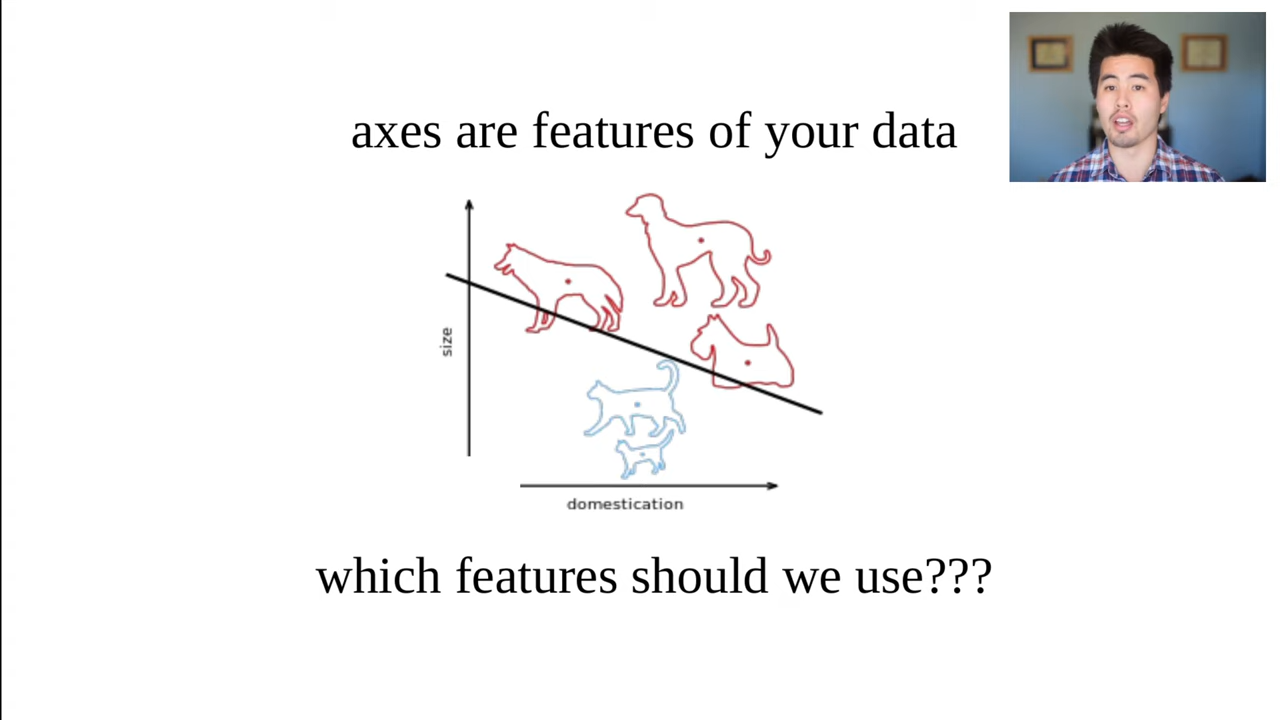 axes are features of your data
size
domestication
which features should we use???